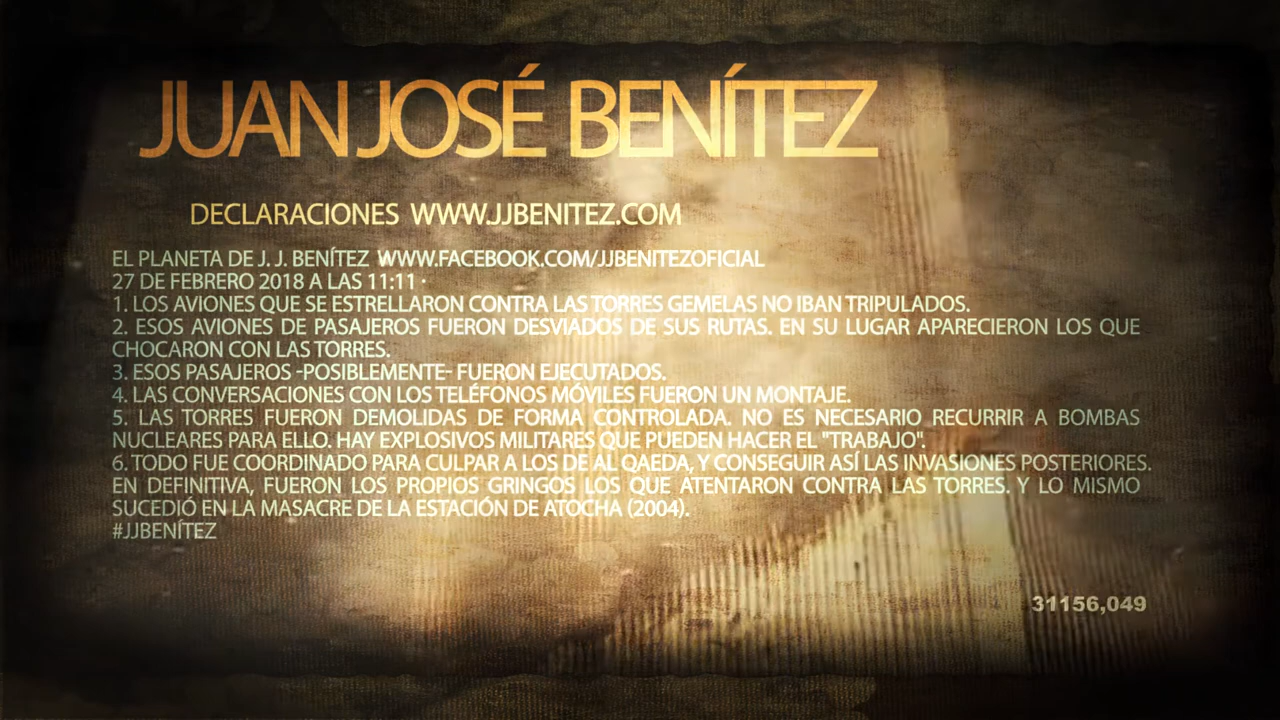 JUAN JOSÉ BENÍTEZ
DECLARACIONES WWW.JJBENITEZ.COM
EL PLANETA DE J. J. BENÍTEZ WWW.FACEBOOK.COM/JJBENITEZOFICIAL
27 DE FEBRERO 2018 A LAS 11:11 ·
1. LOS AVIONES QUE SE ESTRELLARON CONTRA LAS TORRES GEMELAS NO IBAN TRIPULADOS.
2. ESOS AVIONES DE PASAJEROS FUERON DESVIADOS DE SUS RUTAS. EN SU LUGAR APARECIERON LOS QUE
CHOCARON CON LAS TORRES.
3. ESOS PASAJEROS -POSIBLEMENTE- FUERON EJECUTADOS.
4. LAS CONVERSACIONES CON LOS TELÉFONOS MÓVILES FUERON UN MONTAJE.
5. LAS TORRES FUERON DEMOLIDAS DE FORMA CONTROLADA. NO ES NECESARIO RECURRIR A BOMBAS
NUCLEARES PARA ELLO. HAY EXPLOSIVOS MILITARES QUE PUEDEN HACER EL "TRABAJO".
6. TODO FUE COORDINADO PARA CULPAR A LOS DE AL QAEDA, Y CONSEGUIR ASÍ LAS INVASIONES POSTERIORES.
EN DEFINITIVA, FUERON LOS PROPIOS GRINGOS LOS QUE ATENTARON CONTRA LAS TORRES. Y LO MISMO
SUCEDIÓ EN LA MASACRE DE LA ESTACIÓN DE ATOCHA (2004).
#JJBENÍTEZ
31156,049